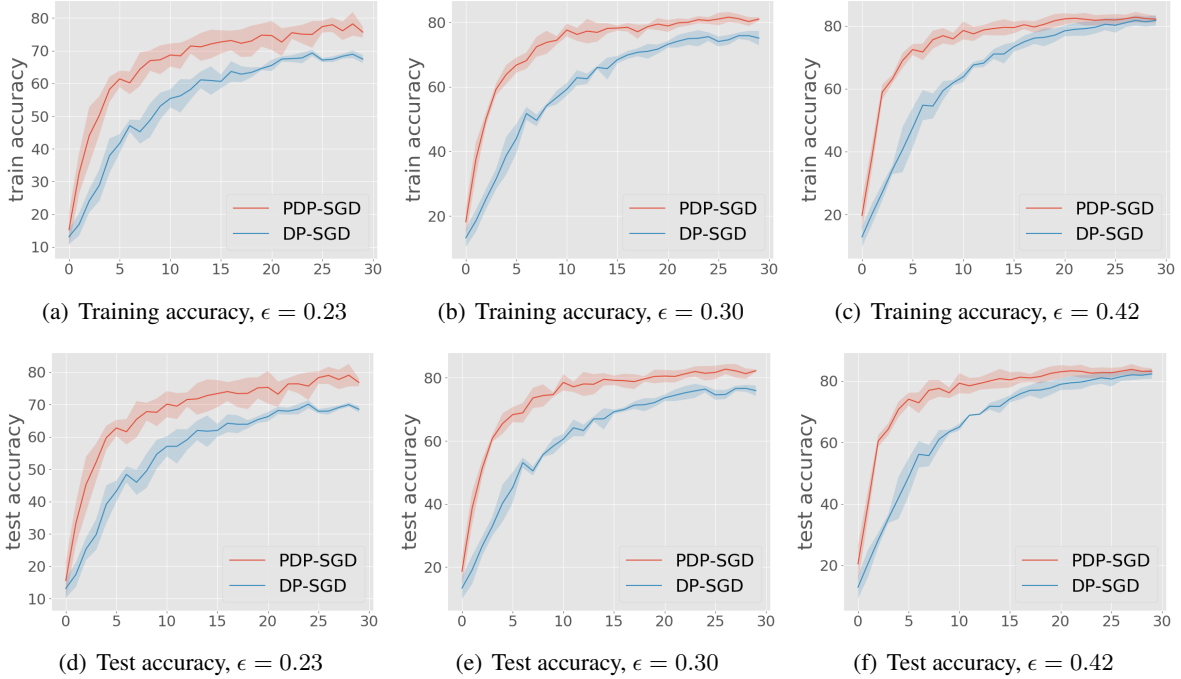 80
70
60
50
40
30
20
10
train accuracy
PDP-SGD
DP-SGD
0 5 10 15 20 25 30
(a) Training accuracy, ϵ = 0.23
80
60
40
20
train accuracy
PDP-SGD
DP-SGD
0 5 10 15 20 25 30
(b) Training accuracy, ϵ = 0.30
80
60
40
20
train accuracy
PDP-SGD
DP-SGD
0 5 10 15 20 25 30
(c) Training accuracy, ϵ = 0.42
80
70
60
50
40
30
20
10
test accuracy
PDP-SGD
DP-SGD
0 5 10 15 20 25 30
(d) Test accuracy, ϵ = 0.23
80
60
40
20
test accuracy
PDP-SGD
DP-SGD
0 5 10 15 20 25 30
(e) Test accuracy, ϵ = 0.30
80
60
40
20
test accuracy
PDP-SGD
DP-SGD
0 5 10 15 20 25 30
(f) Test accuracy, ϵ = 0.42